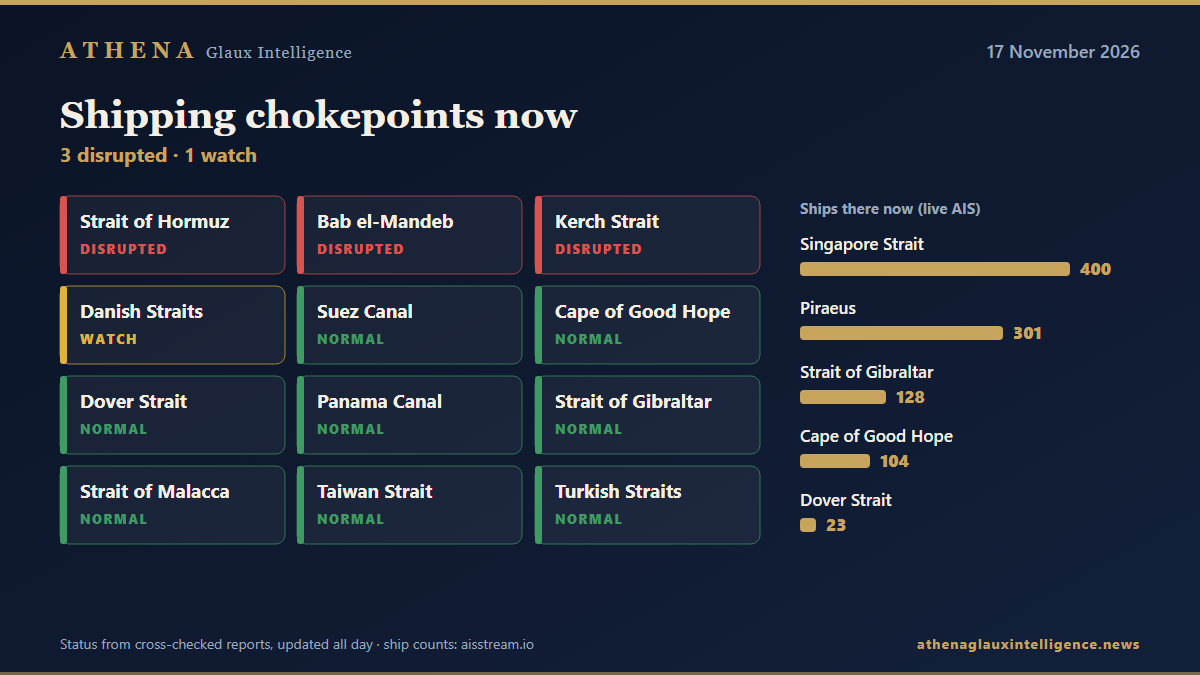 ATHENA Glaux Intelligence
17 November 2026
Shipping chokepoints now
3 disrupted · 1 watch
Strait of Hormuz
DISRUPTED
Bab el-Mandeb
DISRUPTED
Kerch Strait
DISRUPTED
Danish Straits
WATCH
Suez Canal
NORMAL
Cape of Good Hope
NORMAL
Dover Strait
NORMAL
Panama Canal
NORMAL
Strait of Gibraltar
NORMAL
Strait of Malacca
NORMAL
Taiwan Strait
NORMAL
Turkish Straits
NORMAL
Ships there now (live AIS)
Singapore Strait
400
Piraeus
301
Strait of Gibraltar
128
Cape of Good Hope
104
Dover Strait
23
Status from cross-checked reports, updated all day · ship counts: aisstream.io
athenaglauxintelligence.news